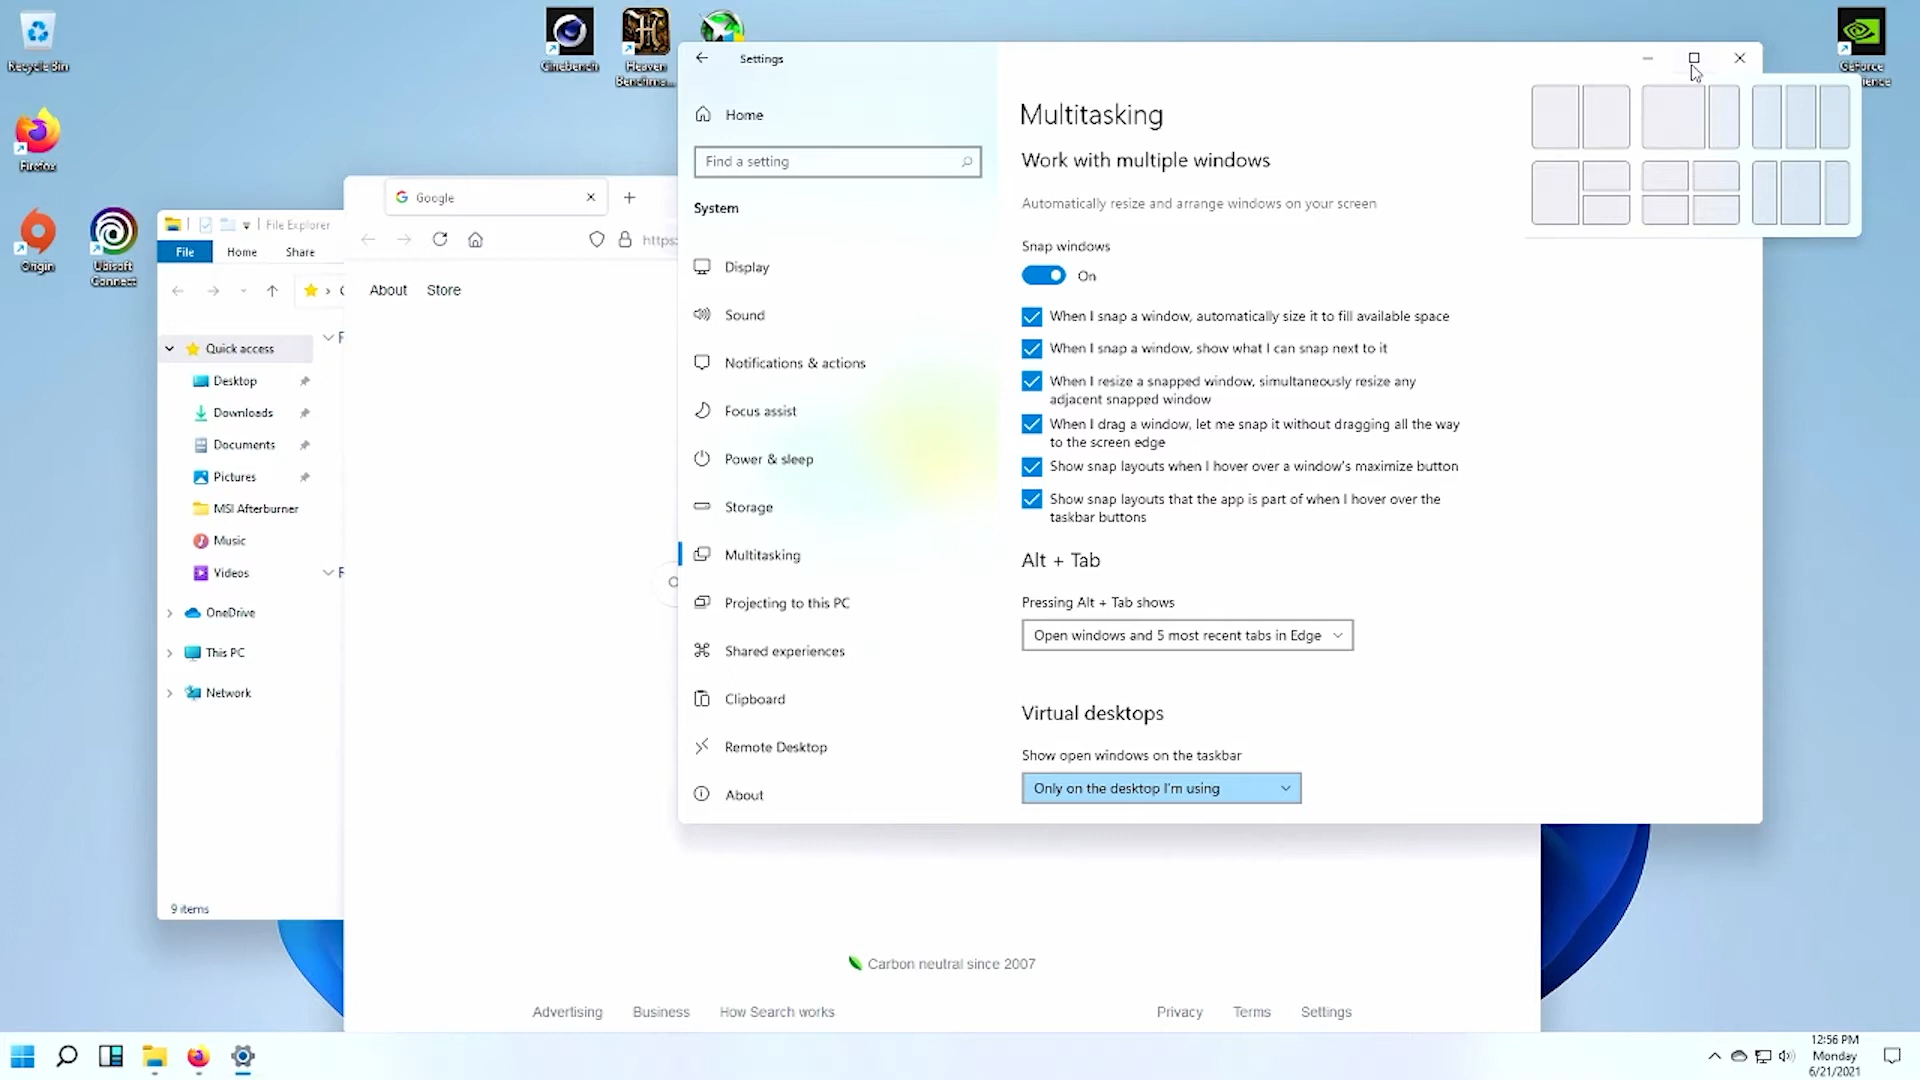 Recycle Bin
Cinebench
Heaven
Benchme...
GeForce
Firefox
Origin
Ubisoft
Connect
File Explorer
File
Home
Share
Quick access
Desktop
Downloads
Documents
Pictures
MSI Afterburner
Music
Videos
OneDrive
This PC
Network
9 items
Google
https:
About
Store
Carbon neutral since 2007
Advertising
Business
How Search works
Privacy
Terms
Settings
Settings
Home
Find a setting
System
Display
Sound
Notifications & actions
Focus assist
Power & sleep
Storage
Multitasking
Projecting to this PC
Shared experiences
Clipboard
Remote Desktop
About
Multitasking
Work with multiple windows
Automatically resize and arrange windows on your screen
Snap windows
On
When I snap a window, automatically size it to fill available space
When I snap a window, show what I can snap next to it
When I resize a snapped window, simultaneously resize any
adjacent snapped window
When I drag a window, let me snap it without dragging all the way
to the screen edge
Show snap layouts when I hover over a window's maximize button
Show snap layouts that the app is part of when I hover over the
taskbar buttons
Alt + Tab
Pressing Alt + Tab shows
Open windows and 5 most recent tabs in Edge
Virtual desktops
Show open windows on the taskbar
Only on the desktop I'm using
12:56 PM
Monday
6/21/2021